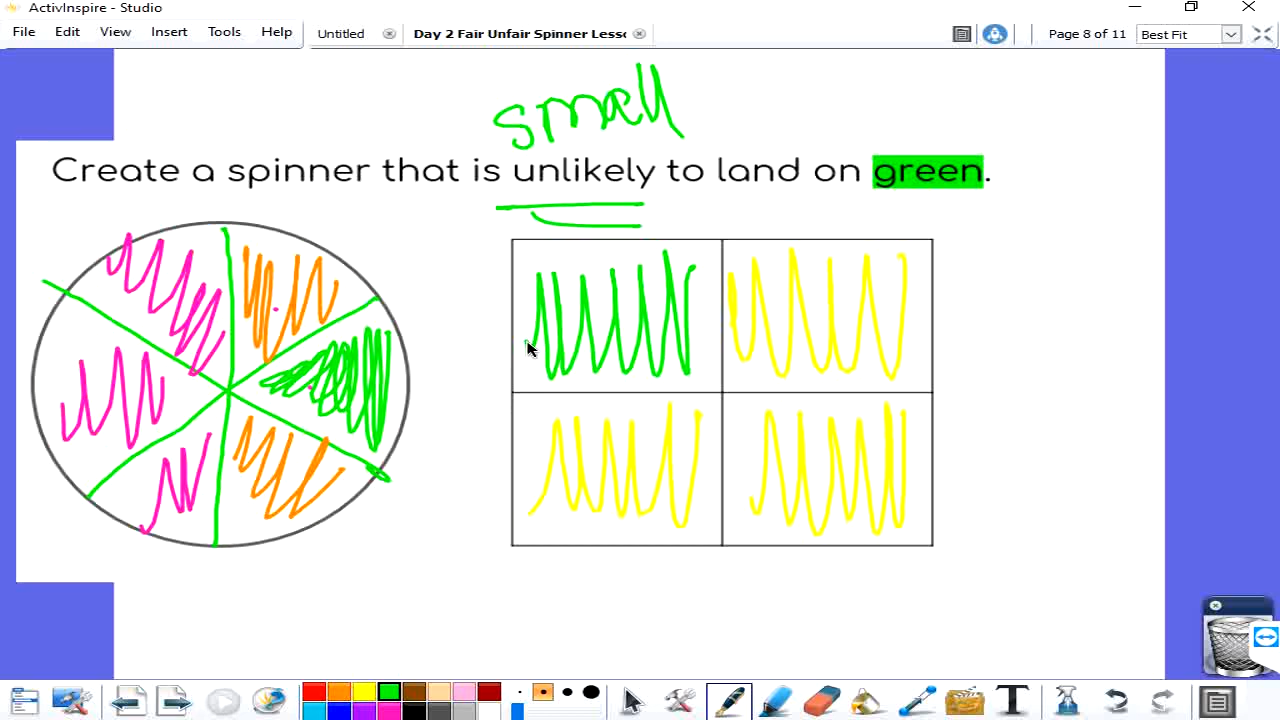 ActivInspire - Studio
File Edit View Insert Tools Help Untitled Day 2 Fair Unfair Spinner Lesso Page 8 of 11 Best Fit
small
Create a spinner that is unlikely to land on green.
T